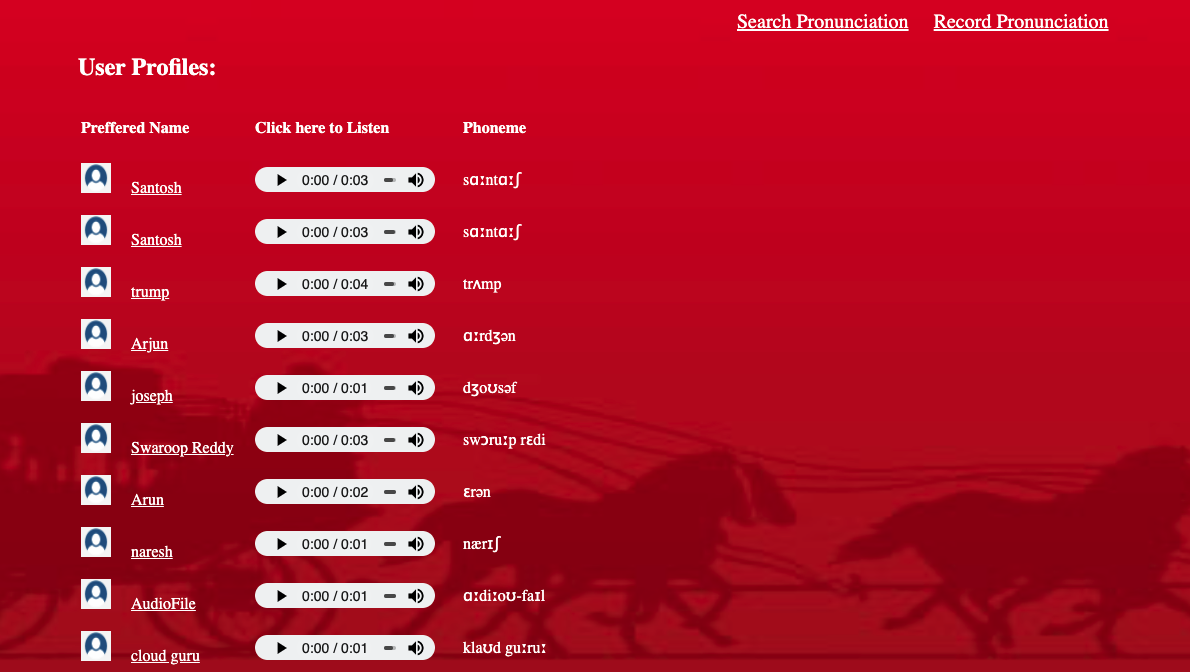 Search Pronunciation Record Pronunciation
User Profiles:
Preffered Name Click here to Listen Phoneme
Santosh 0:00 / 0:03 sɑːntɑːʃ
Santosh 0:00 / 0:03 sɑːntɑːʃ
trump 0:00 / 0:04 trʌmp
Arjun 0:00 / 0:03 ɑːrdʒən
joseph 0:00 / 0:01 dʒoʊsəf
Swaroop Reddy 0:00 / 0:03 swɔruːp rɛdi
Arun 0:00 / 0:02 ɛrən
naresh 0:00 / 0:01 nærɪʃ
AudioFile 0:00 / 0:01 ɑːdiːoʊ-faɪl
cloud guru 0:00 / 0:01 klaʊd guːruː